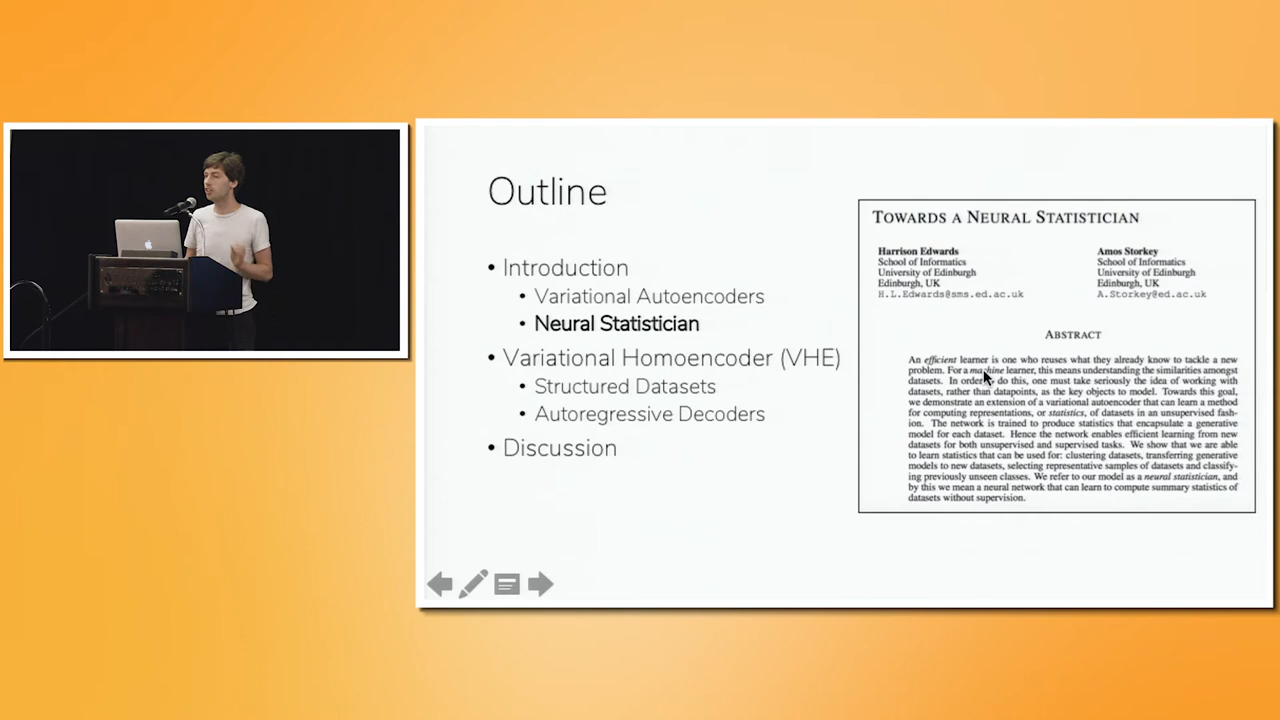 Outline
• Introduction
• Variational Autoencoders
• Neural Statistician
• Variational Homoencoder (VHE)
• Structured Datasets
• Autoregressive Decoders
• Discussion
TOWARDS A NEURAL STATISTICIAN
Harrison Edwards
School of Informatics
University of Edinburgh
Edinburgh, UK
H.L.Edwards@sms.ed.ac.uk
Amos Storkey
School of Informatics
University of Edinburgh
Edinburgh, UK
A.Storkey@ed.ac.uk
ABSTRACT
An efficient learner is one who reuses what they already know to tackle a new
problem. For a machine learner, this means understanding the similarities amongst
datasets. In order to do this, one must take seriously the idea of working with
datasets, rather than datapoints, as the key objects to model. Towards this goal,
we demonstrate an extension of a variational autoencoder that can learn a method
for computing representations, or statistics, of datasets in an unsupervised fash-
ion. The network is trained to produce statistics that encapsulate a generative
model for each dataset. Hence the network enables efficient learning from new
datasets for both unsupervised and supervised tasks. We show that we are able
to learn statistics that can be used for: clustering datasets, transferring generative
models to new datasets, selecting representative samples of datasets and classify-
ing previously unseen classes. We refer to our model as a neural statistician, and
by this we mean a neural network that can learn to compute summary statistics of
datasets without supervision.